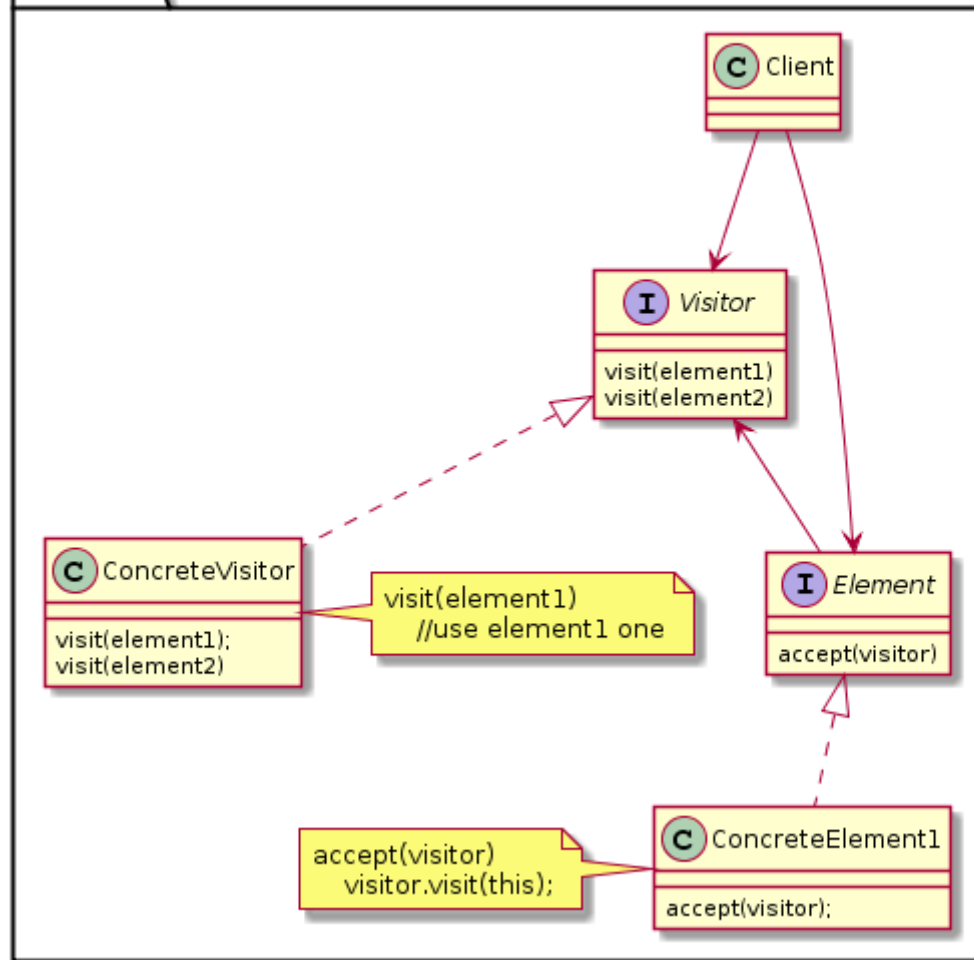 C Client
I Visitor
visit(element1)
visit(element2)
C ConcreteVisitor
visit(element1);
visit(element2)
visit(element1)
//use element1 one
I Element
accept(visitor)
accept(visitor)
visitor.visit(this);
C ConcreteElement1
accept(visitor);